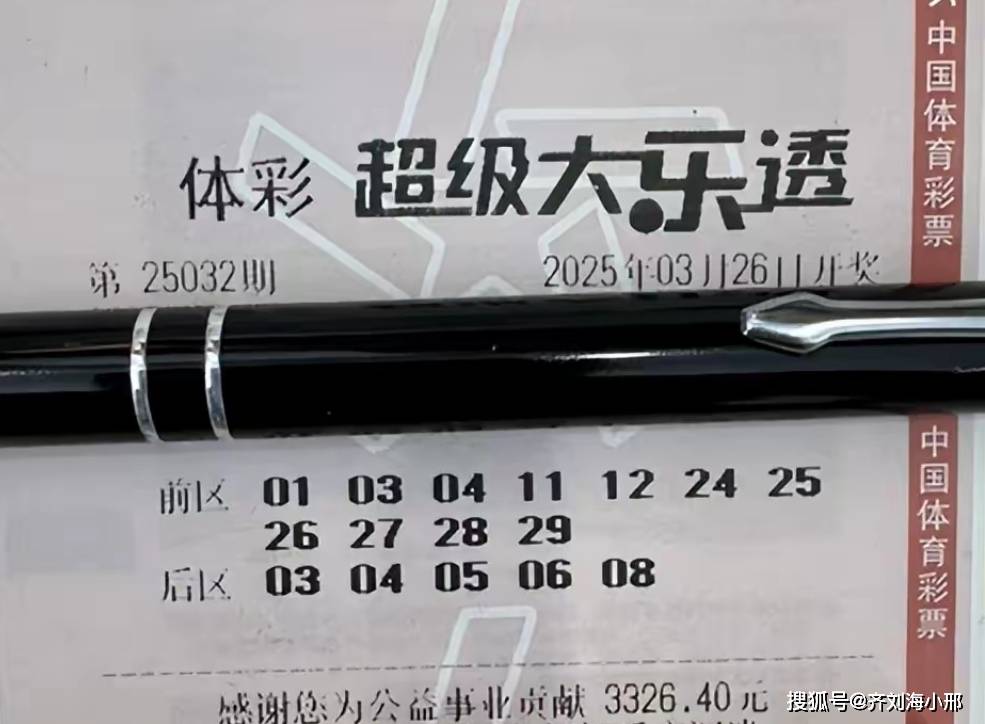 中国体育彩票
体彩 超级大乐透
第 25032期 2025年03月26日开奖
前区 01 03 04 11 12 24 25
26 27 28 29
后区 03 04 05 06 08
中国体育彩票
感谢您为公益事业贡献 3326.40元
搜狐号@齐刘海小邢